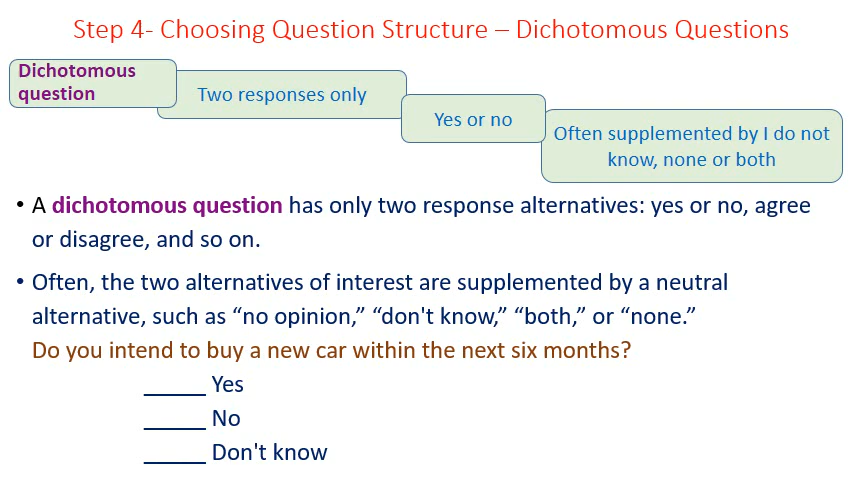 Step 4- Choosing Question Structure – Dichotomous Questions
Dichotomous
question
Two responses only
Yes or no
Often supplemented by I do not
know, none or both
• A dichotomous question has only two response alternatives: yes or no, agree
or disagree, and so on.
• Often, the two alternatives of interest are supplemented by a neutral
alternative, such as “no opinion,” “don't know,” “both,” or “none.”
Do you intend to buy a new car within the next six months?
_____ Yes
_____ No
_____ Don't know